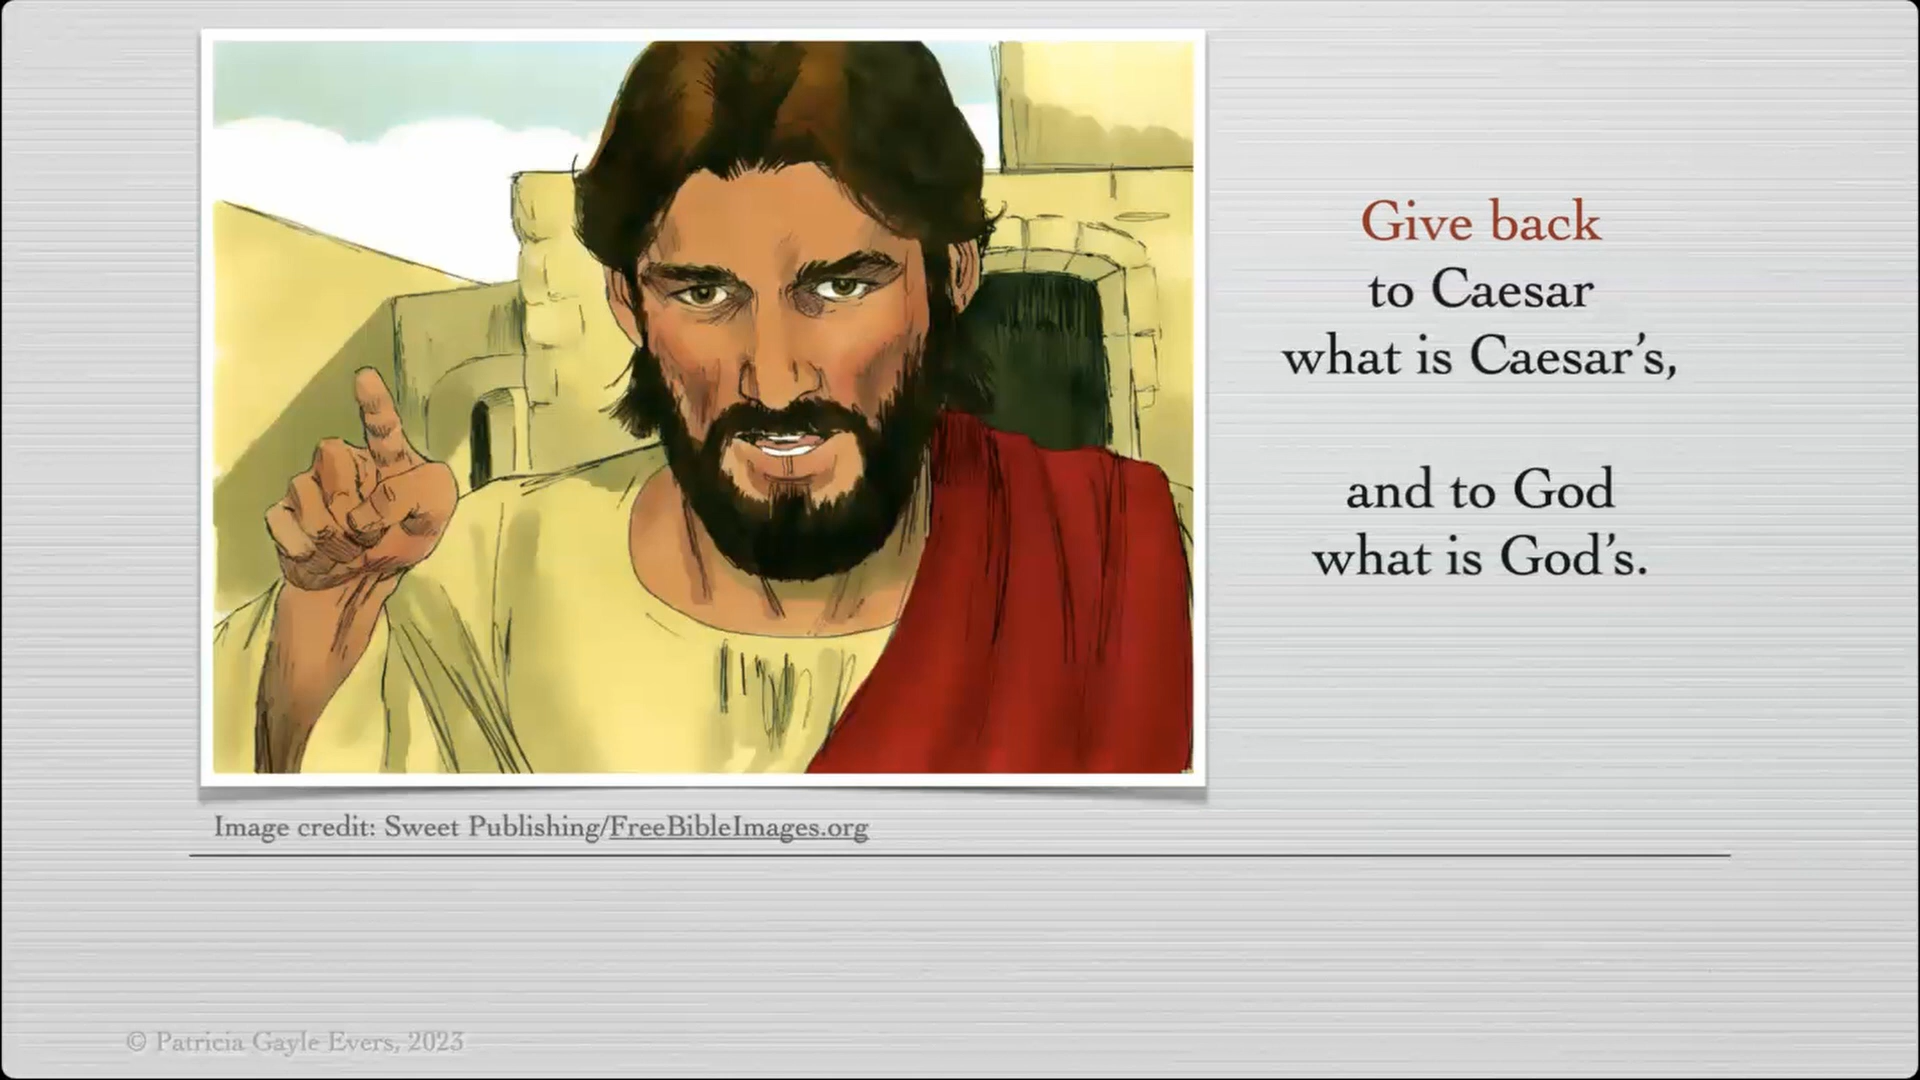 Give back
to Caesar
what is Caesar’s,
and to God
what is God’s.
Image credit: Sweet Publishing/FreeBibleImages.org
© Patricia Gayle Evers, 2023